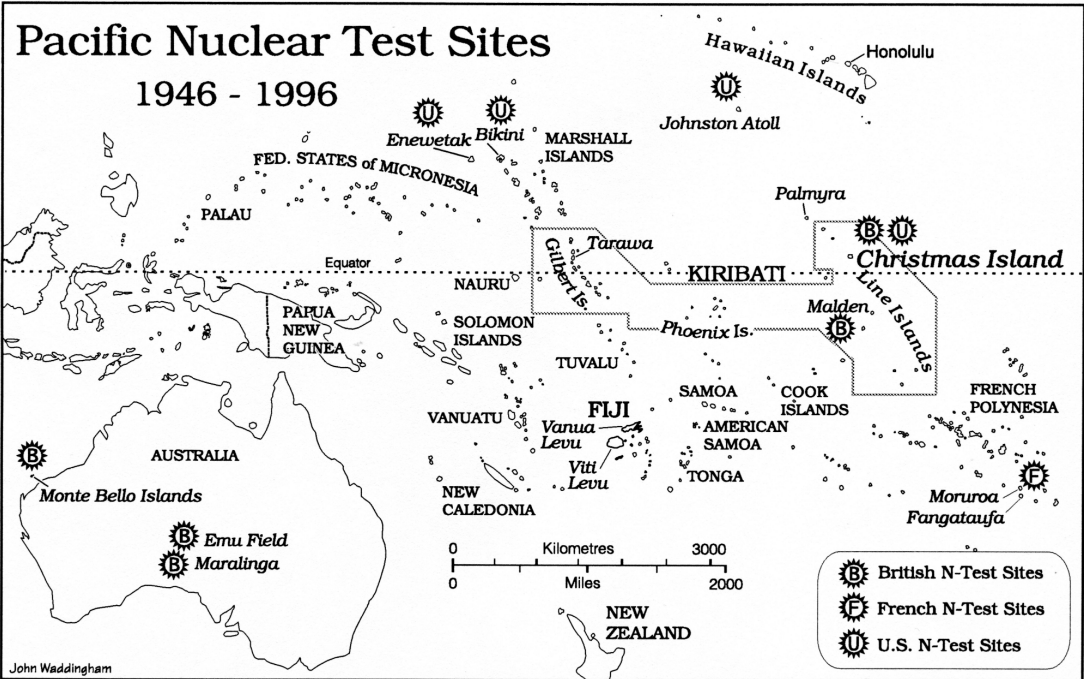 Pacific Nuclear Test Sites
1946 - 1996
Hawaiian Islands
Honolulu
U
Johnston Atoll
U
U
Enewetak
Bikini
MARSHALL
ISLANDS
FED. STATES of MICRONESIA
PALAU
Palmyra
B
U
Christmas Island
Gilbert Is.
Tarawa
Equator
KIRIBATI
Line Islands
NAURU
Malden
B
PAPUA
NEW
GUINEA
SOLOMON
ISLANDS
Phoenix Is.
TUVALU
SAMOA
COOK
ISLANDS
FRENCH
POLYNESIA
VANUATU
FIJI
Vanua
Levu
AMERICAN
SAMOA
Viti
Levu
TONGA
B
AUSTRALIA
Monte Bello Islands
NEW
CALEDONIA
F
Moruroa
Fangataufa
B
Emu Field
B
Maralinga
0 Kilometres 3000
0 Miles 2000
NEW
ZEALAND
B British N-Test Sites
F French N-Test Sites
U U.S. N-Test Sites
John Waddingham